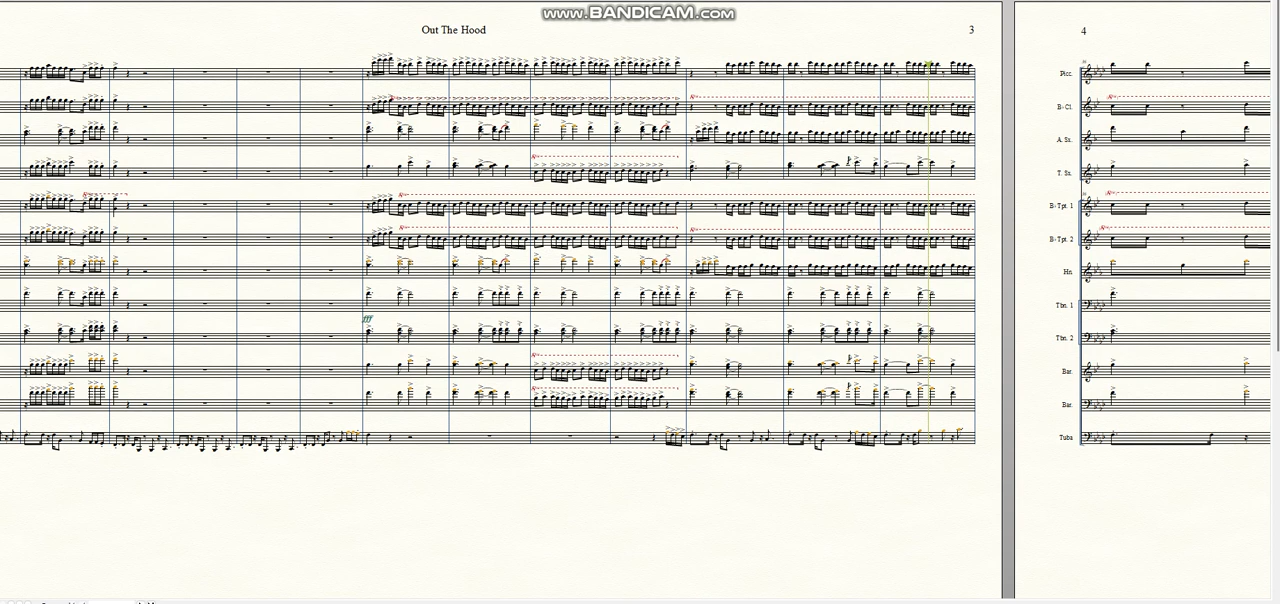 www.BANDICAM.com
Out The Hood
3
4
Picc.
B♭ Cl.
A. Sx.
T. Sx.
B♭ Tpt. 1
B♭ Tpt. 2
Hn.
Tbn. 1
fff
Tbn. 2
Bar.
Bar.
Tuba